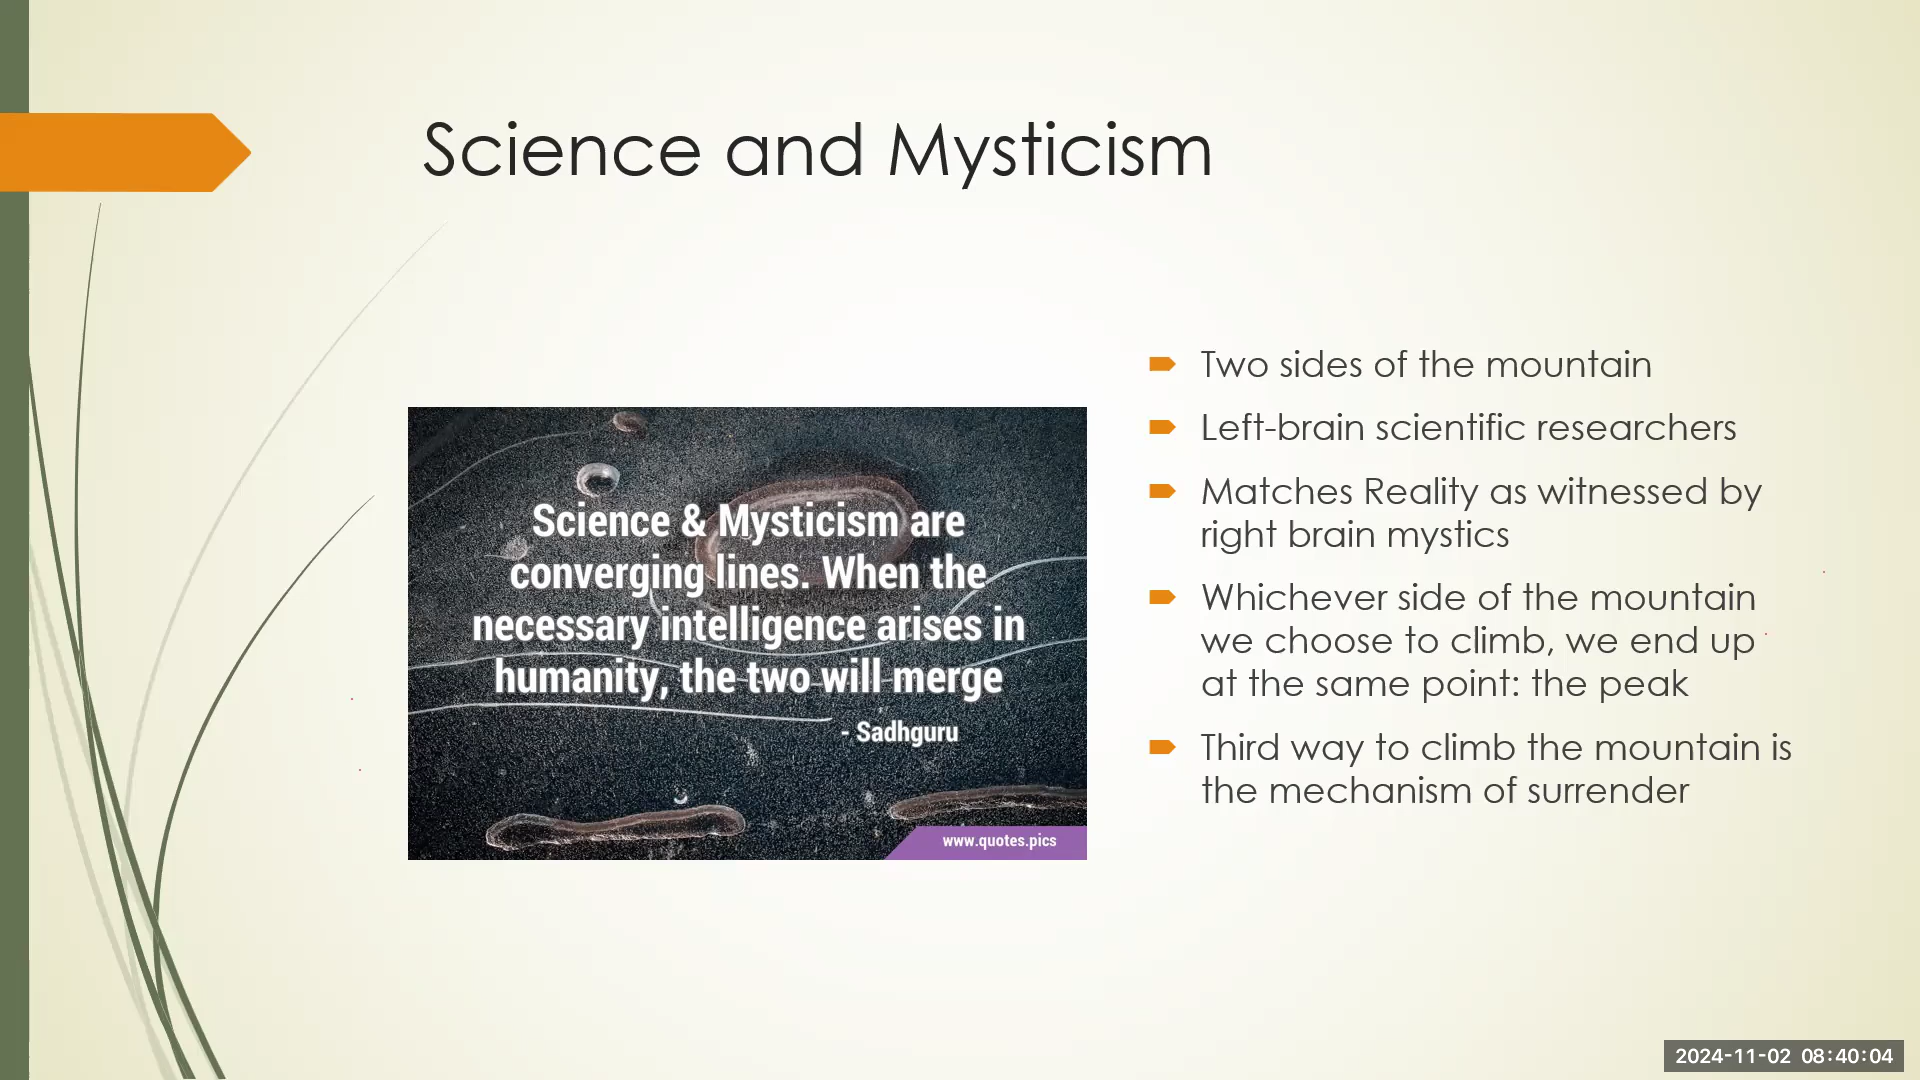 Science and Mysticism
Science & Mysticism are
converging lines. When the
necessary intelligence arises in
humanity, the two will merge
- Sadhguru
www.quotes.pics
Two sides of the mountain
Left-brain scientific researchers
Matches Reality as witnessed by
right brain mystics
Whichever side of the mountain
we choose to climb, we end up
at the same point: the peak
Third way to climb the mountain is
the mechanism of surrender
2024-11-02 08:40:04